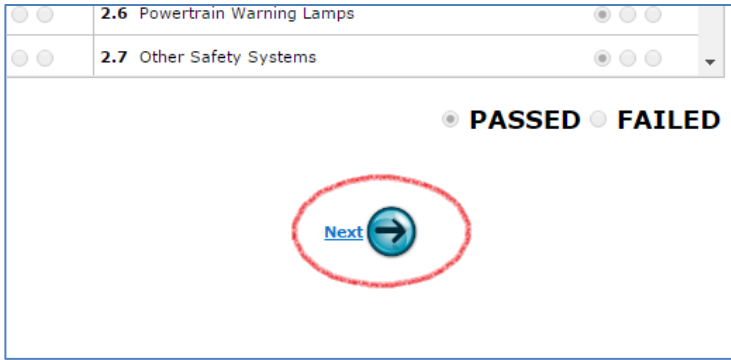 2.6 Powertrain Warning Lamps
2.7 Other Safety Systems
PASSED FAILED
Next